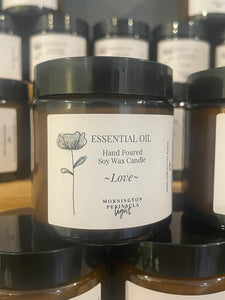 ESSENTIAL OIL
Hand Poured
Soy Wax Candle
~Love~
MORNINGTON
PENINSULA
light